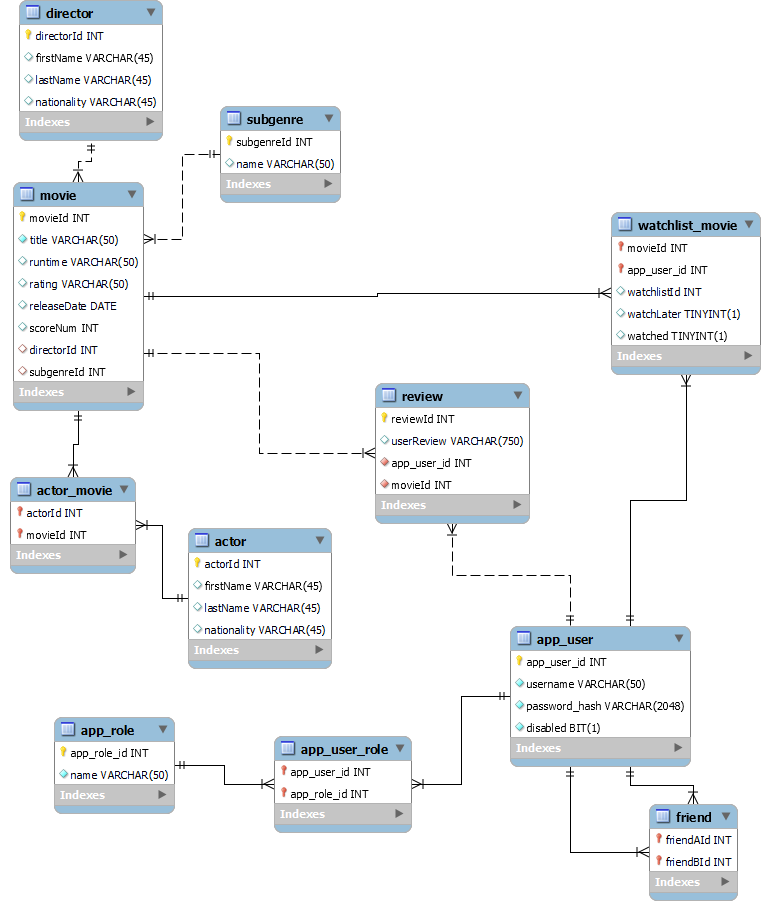 director
directorId INT
firstName VARCHAR(45)
lastName VARCHAR(45)
nationality VARCHAR(45)
Indexes
subgenre
subgenreId INT
name VARCHAR(50)
Indexes
movie
movieId INT
title VARCHAR(50)
runtime VARCHAR(50)
rating VARCHAR(50)
releaseDate DATE
scoreNum INT
directorId INT
subgenreId INT
Indexes
watchlist_movie
movieId INT
app_user_id INT
watchlistId INT
watchLater TINYINT(1)
watched TINYINT(1)
Indexes
review
reviewId INT
userReview VARCHAR(750)
app_user_id INT
movieId INT
Indexes
actor_movie
actorId INT
movieId INT
Indexes
actor
actorId INT
firstName VARCHAR(45)
lastName VARCHAR(45)
nationality VARCHAR(45)
Indexes
app_user
app_user_id INT
username VARCHAR(50)
password_hash VARCHAR(2048)
disabled BIT(1)
Indexes
app_role
app_role_id INT
name VARCHAR(50)
Indexes
app_user_role
app_user_id INT
app_role_id INT
Indexes
friend
friendAId INT
friendBId INT
Indexes